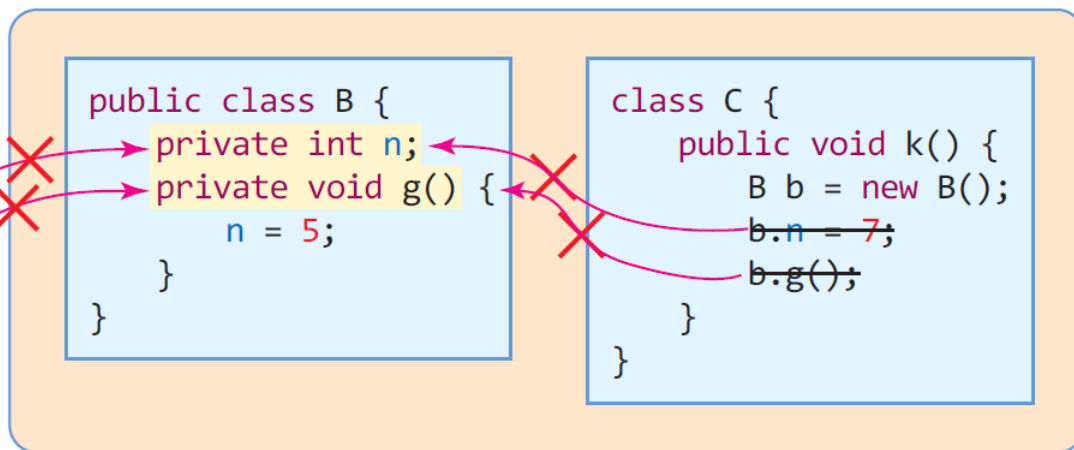 public class B {
    private int n;
    private void g() {
        n = 5;
    }
}
class C {
    public void k() {
        B b = new B();
        b.n = 7;
        b.g();
    }
}